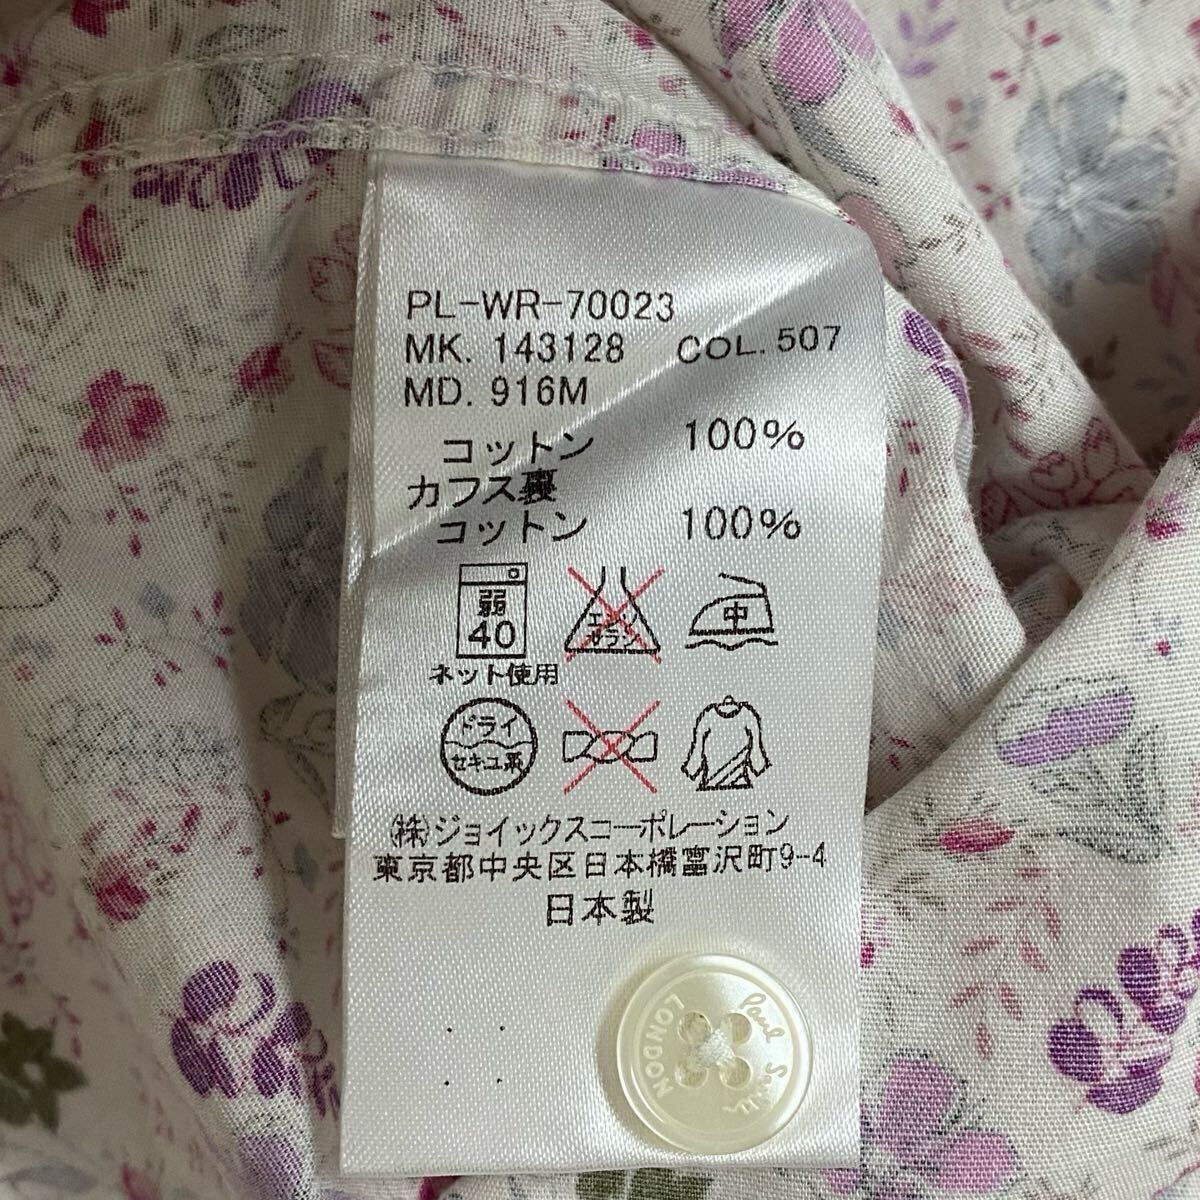 PL-WR-70023
MK. 143128 COL. 507
MD. 916M
コットン 100%
カフス裏
コットン 100%
弱
40
エンソ
サラシ
中
ネット使用
ドライ
セキユ系
㈱ジョイックスコーポレーション
東京都中央区日本橋富沢町9-4
日本製
Paul Smith
LONDON